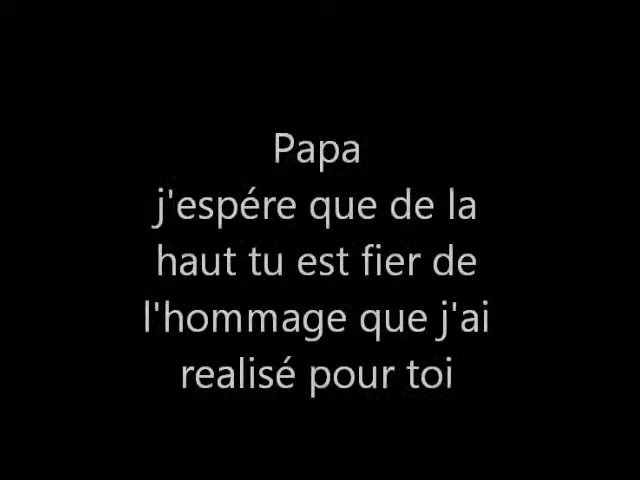 Papa
j'espére que de la
haut tu est fier de
l'hommage que j'ai
realisé pour toi